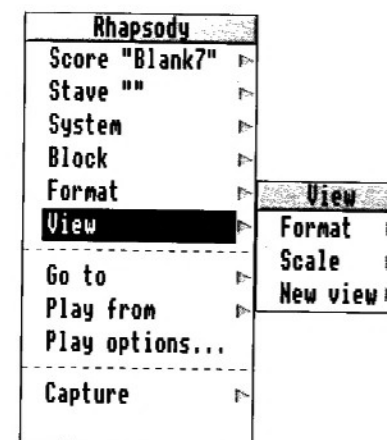 Rhapsody
Score "Blank7"
Stave ""
System
Block
Format
View
Go to
Play from
Play options...
Capture
View
Format
Scale
New view